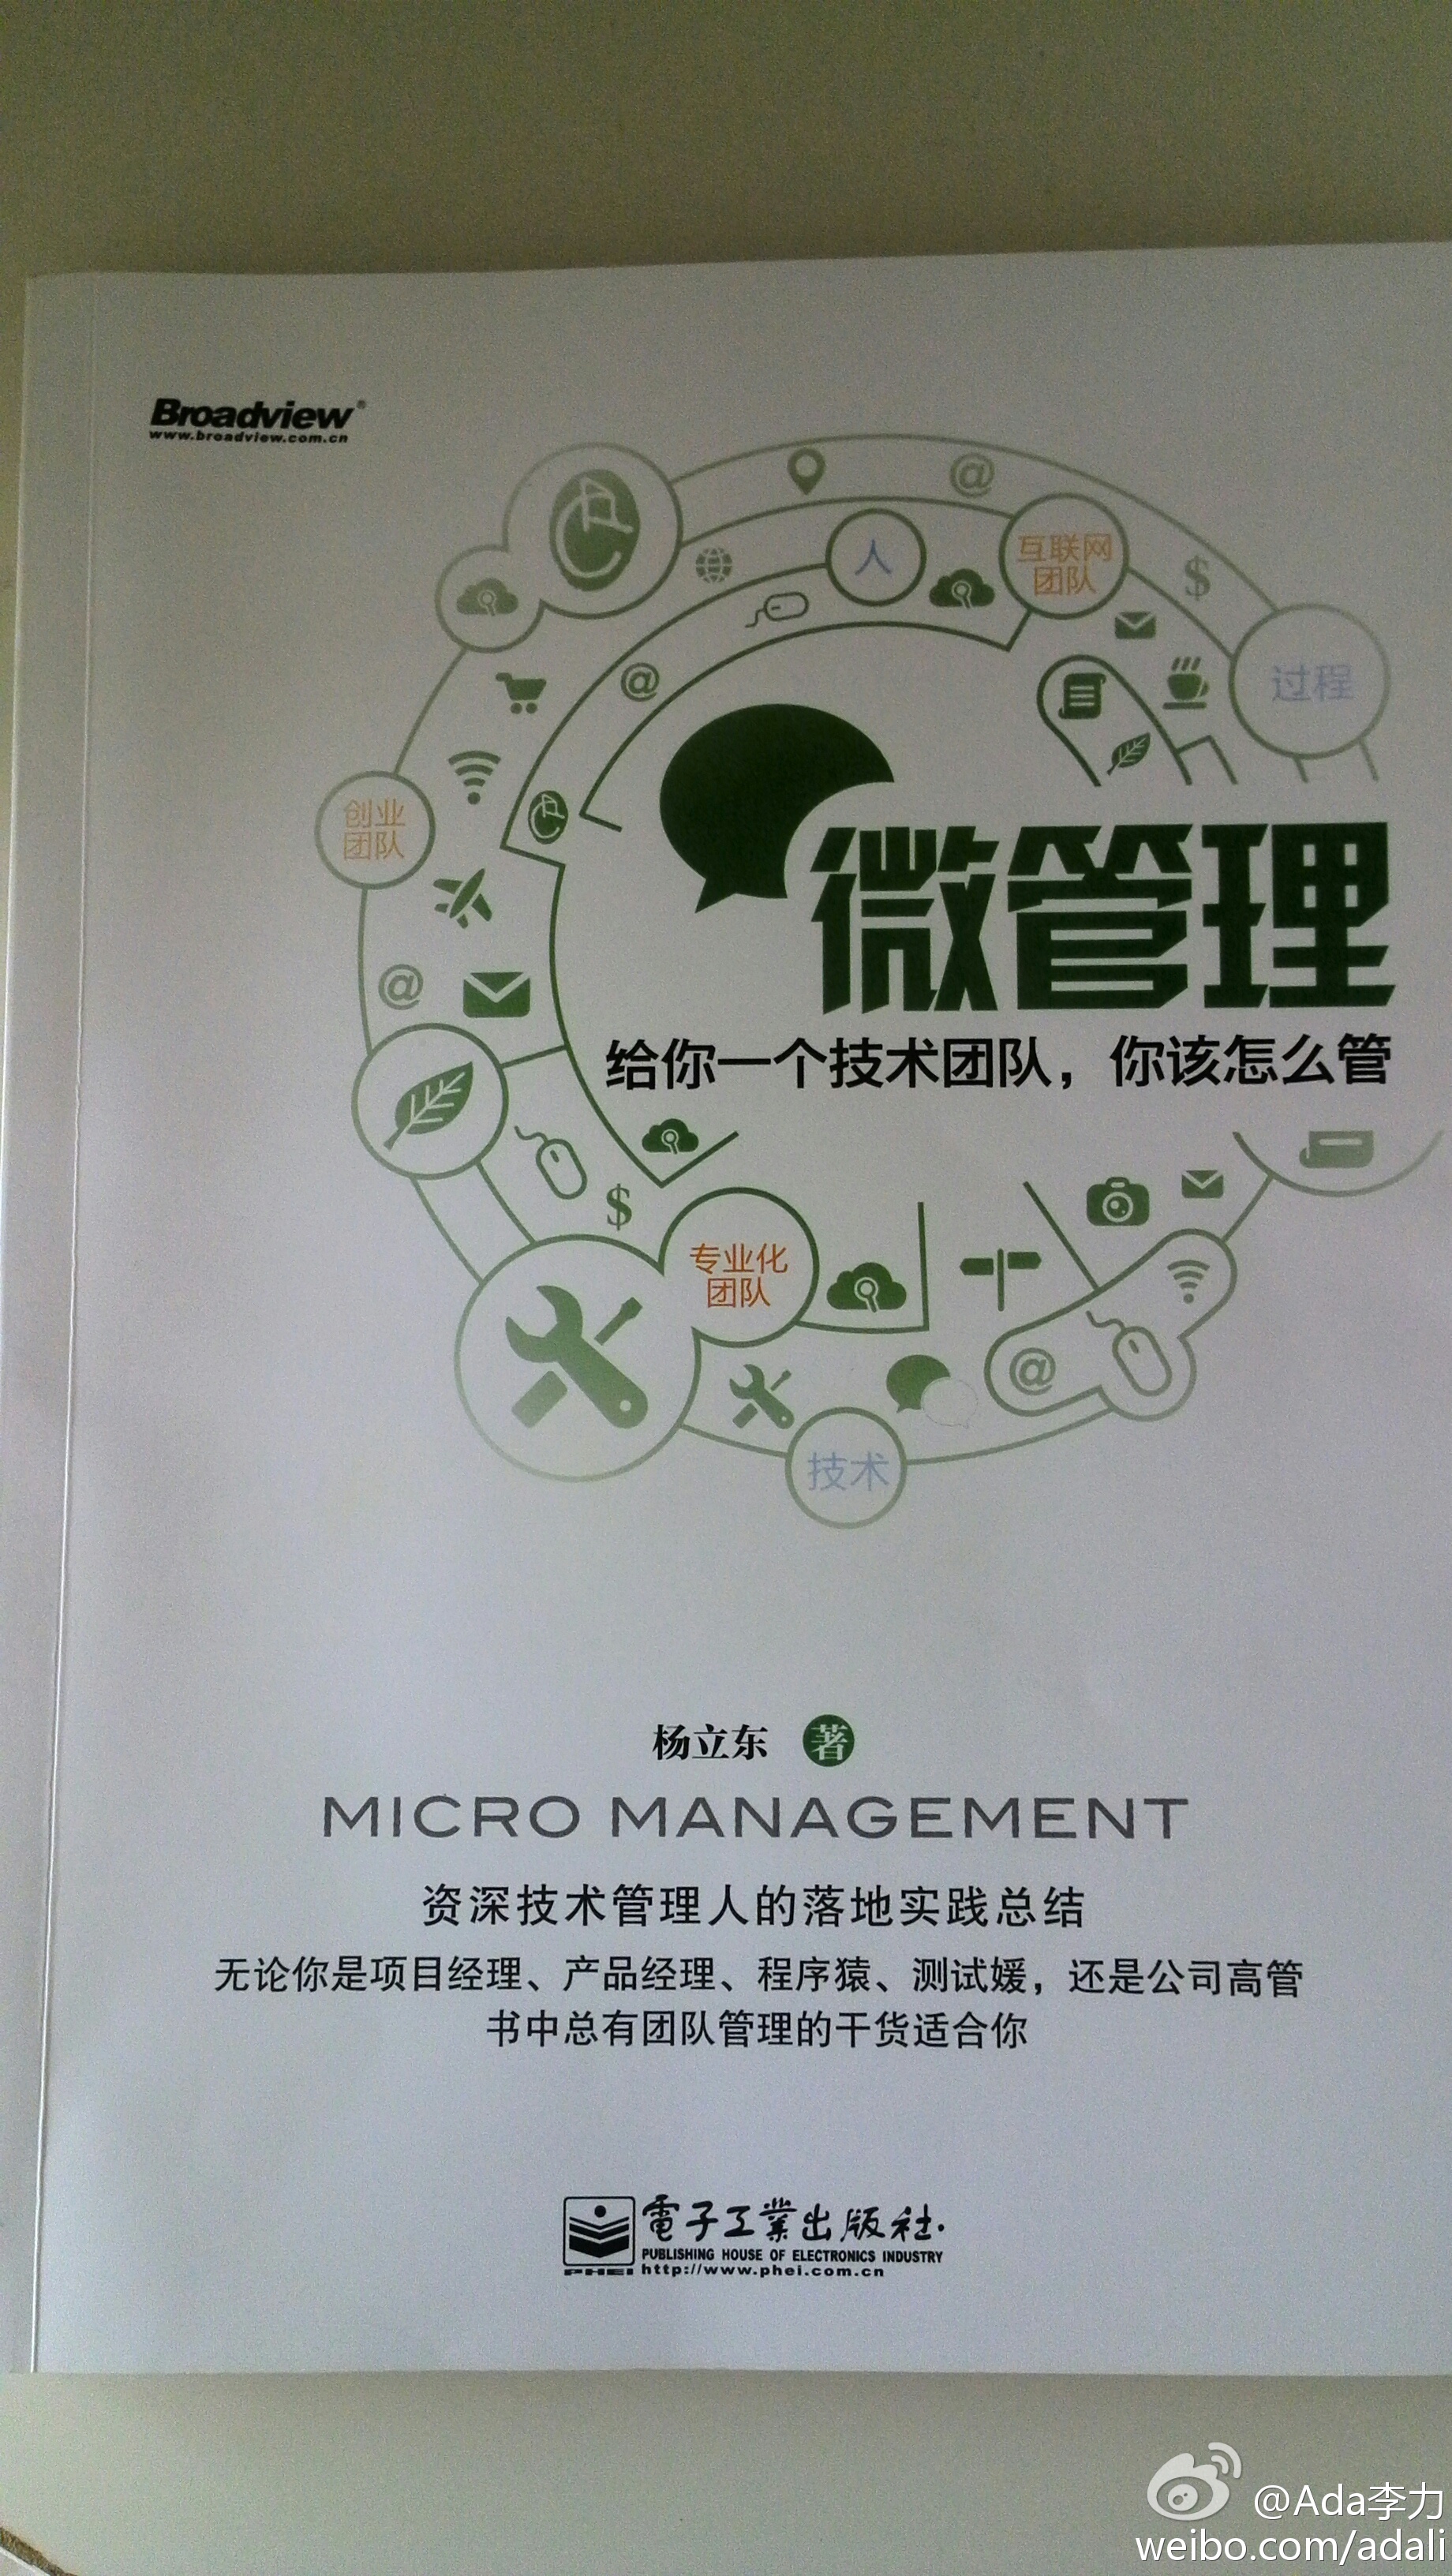 Broadview®
www.broadview.com.cn
人
互联网
团队
过程
创业
团队
微管理
给你一个技术团队，你该怎么管
专业化
团队
技术
杨立东 著
MICRO MANAGEMENT
资深技术管理人的落地实践总结
无论你是项目经理、产品经理、程序猿、测试媛，还是公司高管
书中总有团队管理的干货适合你
電子工業出版社·
PUBLISHING HOUSE OF ELECTRONICS INDUSTRY
PHEI http://www.phei.com.cn
@Ada李力
weibo.com/adali